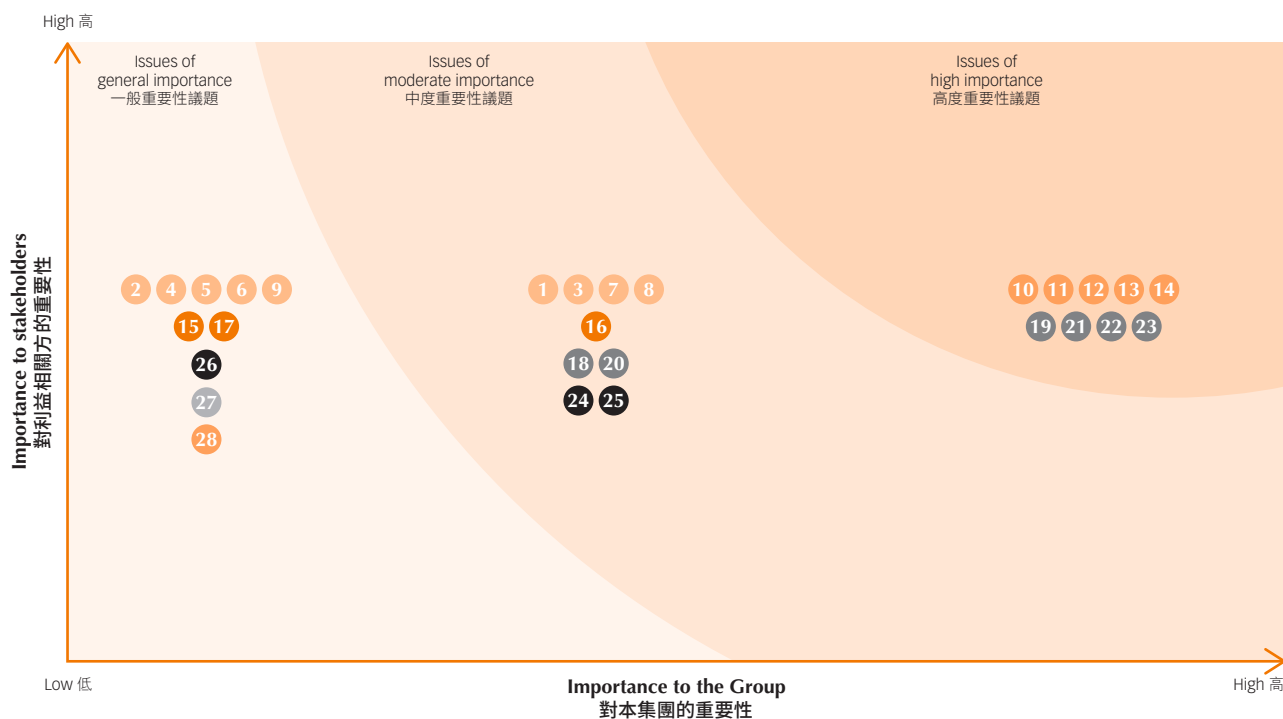 High 高
Issues of
general importance
一般重要性議題
Issues of
moderate importance
中度重要性議題
Issues of
high importance
高度重要性議題
Importance to stakeholders
對利益相關方的重要性
2 4 5 6 9
15 17
26
27
28
1 3 7 8
16
18 20
24 25
10 11 12 13 14
19 21 22 23
Low 低
Importance to the Group
對本集團的重要性
High 高